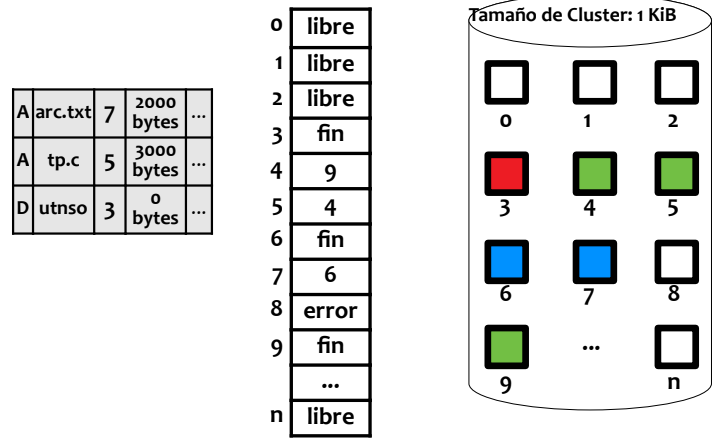 Tamaño de Cluster: 1 KiB
A arc.txt 7 2000 bytes ...
A tp.c 5 3000 bytes ...
D utnso 3 0 bytes ...
0 libre
1 libre
2 libre
3 fin
4 9
5 4
6 fin
7 6
8 error
9 fin
...
n libre
0 1 2
3 4 5
6 7 8
9 ... n